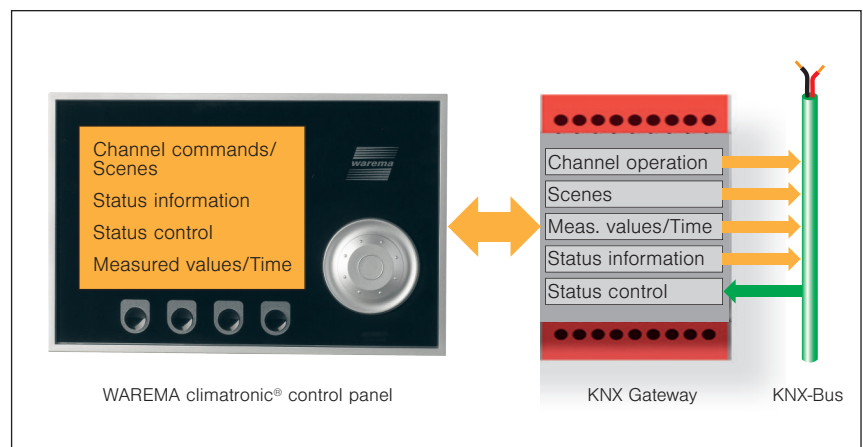 Channel commands/
Scenes
Status information
Status control
Measured values/Time
warema
Channel operation
Scenes
Meas. values/Time
Status information
Status control
WAREMA climatronic® control panel
KNX Gateway
KNX-Bus